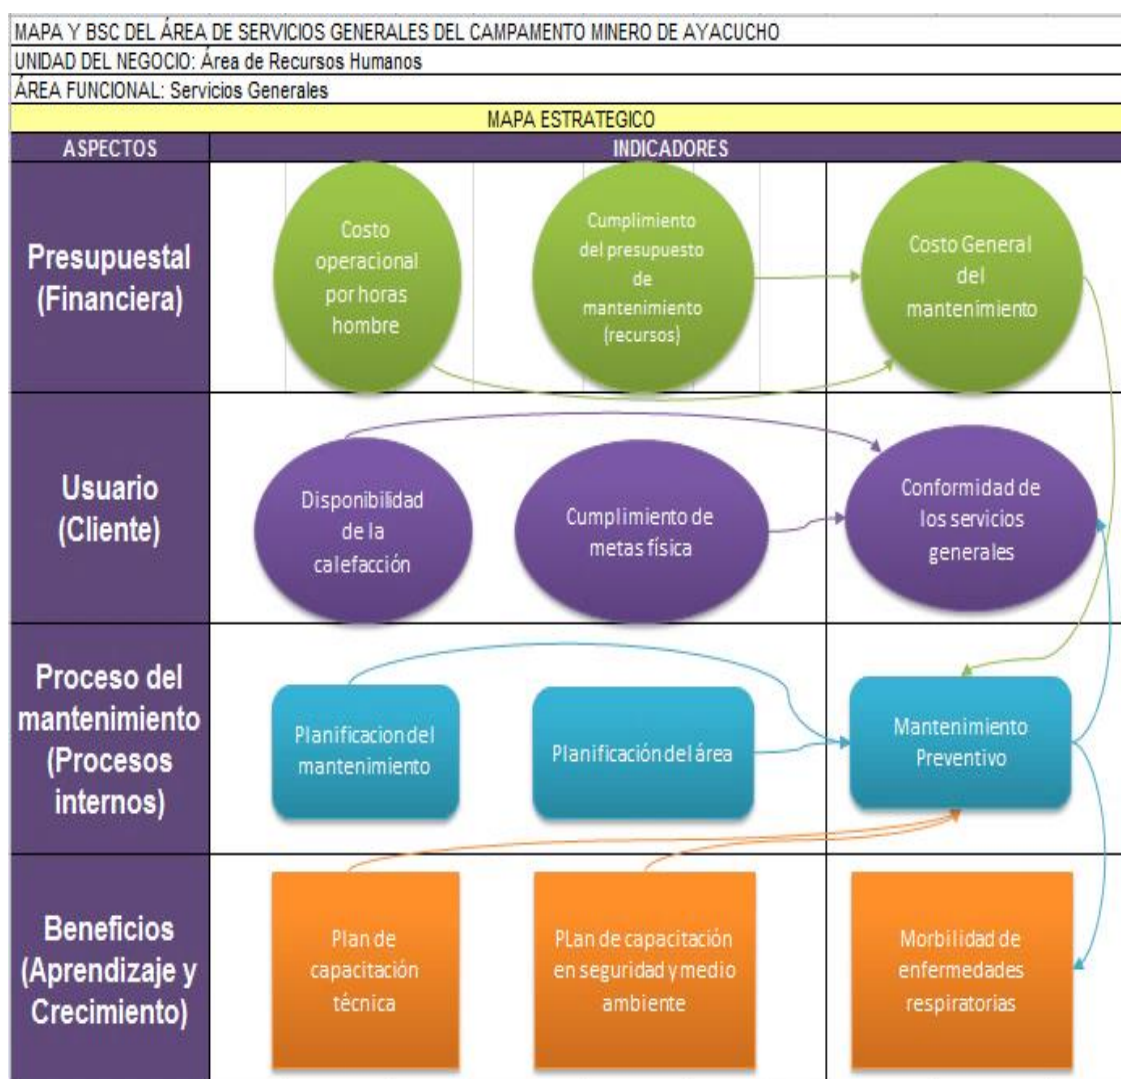 MAPA Y BSC DEL ÁREA DE SERVICIOS GENERALES DEL CAMPAMENTO MINERO DE AYACUCHO
UNIDAD DEL NEGOCIO: Área de Recursos Humanos
ÁREA FUNCIONAL: Servicios Generales
MAPA ESTRATEGICO
ASPECTOS
INDICADORES
Presupuestal
(Financiera)
Costo
operacional
por horas
hombre
Cumplimiento
del presupuesto
de
mantenimiento
(recursos)
Costo General
del
mantenimiento
Usuario
(Cliente)
Disponibilidad
de la
calefacción
Cumplimiento de
metas física
Conformidad de
los servicios
generales
Proceso del
mantenimiento
(Procesos
internos)
Planificacion del
mantenimiento
Planificación del área
Mantenimiento
Preventivo
Beneficios
(Aprendizaje y
Crecimiento)
Plan de
capacitación
técnica
PLan de capacitación
en seguridad y medio
ambiente
Morbilidad de
enfermedades
respiratorias